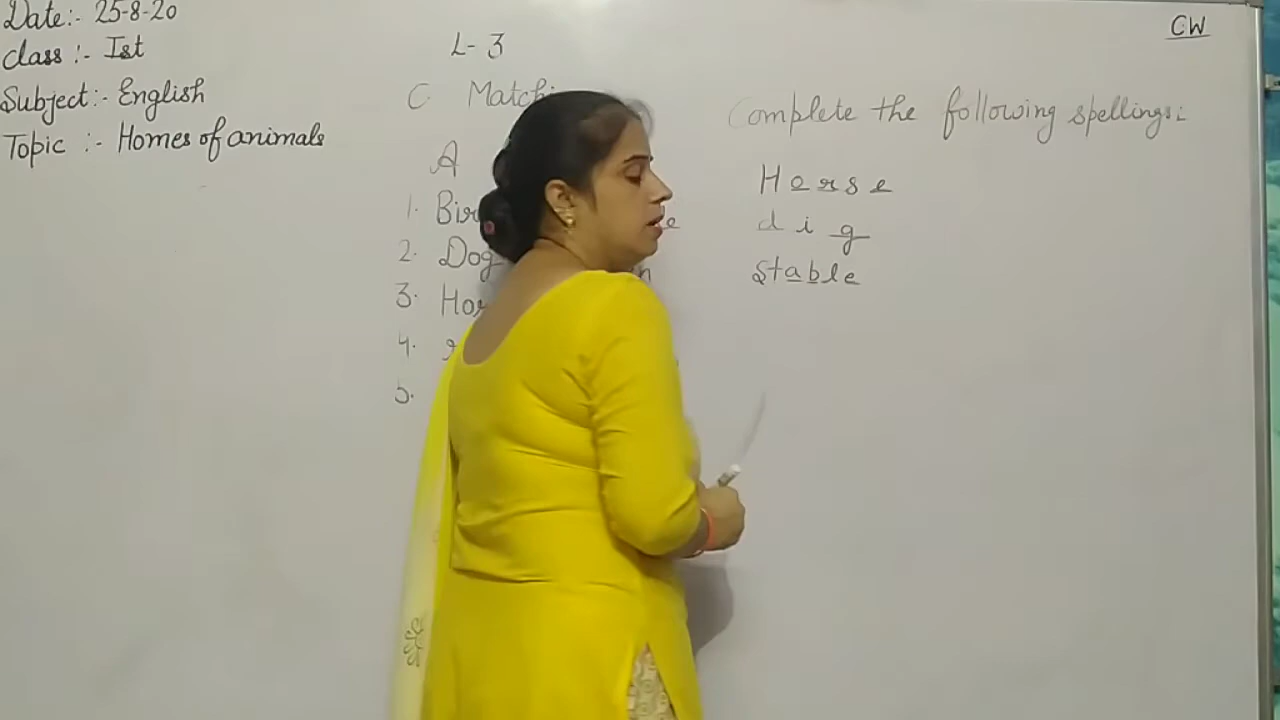 Date:- 25-8-20
Class :- Ist
Subject:- English
Topic :- Homes of animals
L-3
C. Matchi
A
1. Bir
2. Dog
3. Hor
4.
5.
CW
Complete the following spellings:
Horse
dig
Stable